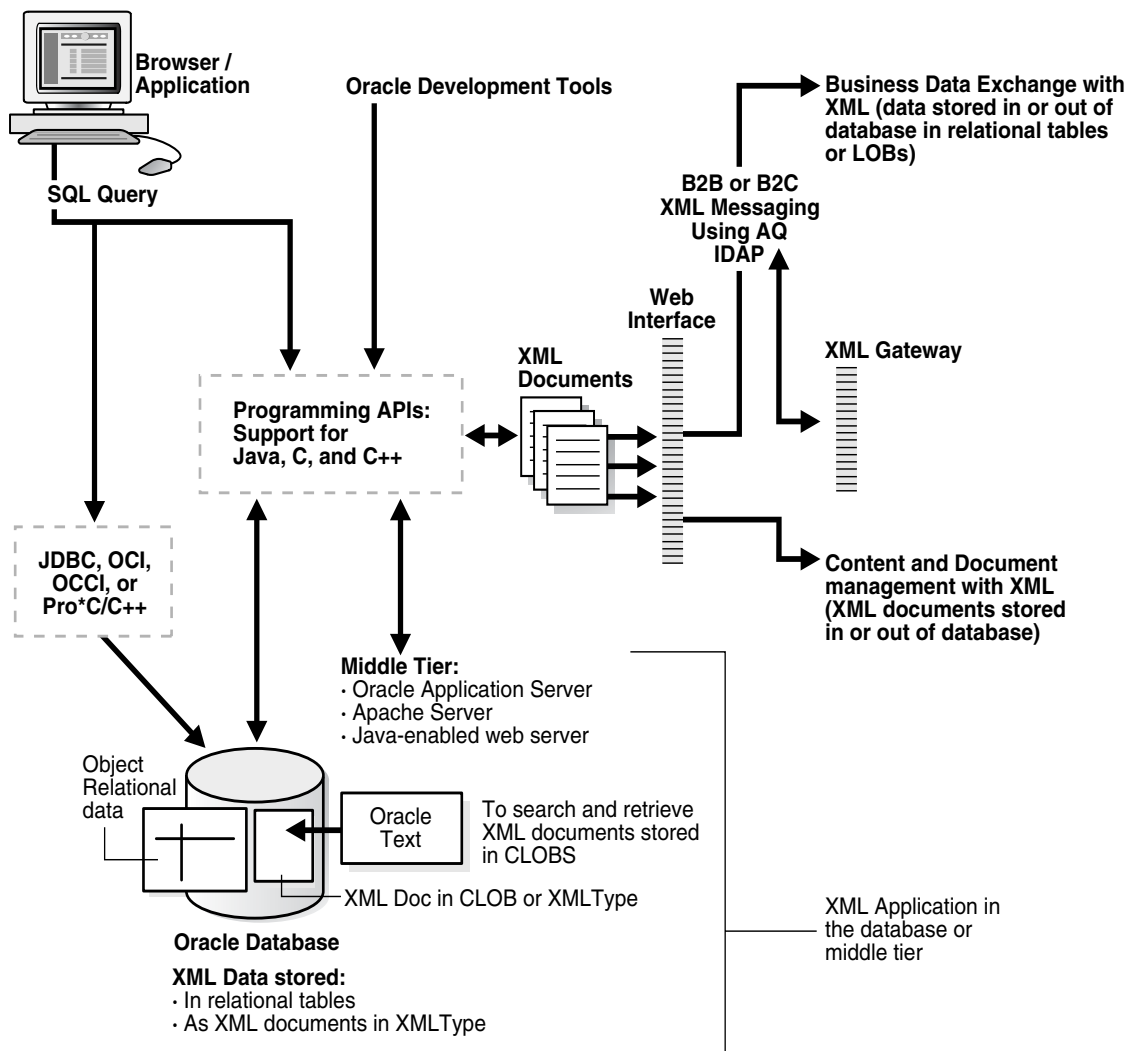 Browser /
Application
Oracle Development Tools
Business Data Exchange with
XML (data stored in or out of
database in relational tables
or LOBs)
SQL Query
B2B or B2C
XML Messaging
Using AQ
IDAP
Web
Interface
XML Gateway
XML
Documents
Programming APIs:
Support for
Java, C, and C++
JDBC, OCI,
OCCI, or
Pro*C/C++
Content and Document
management with XML
(XML documents stored
in or out of database)
Middle Tier:
· Oracle Application Server
· Apache Server
· Java-enabled web server
Object
Relational
data
Oracle
Text
To search and retrieve
XML documents stored
in CLOBS
XML Doc in CLOB or XMLType
XML Application in
the database or
middle tier
Oracle Database
XML Data stored:
· In relational tables
· As XML documents in XMLType